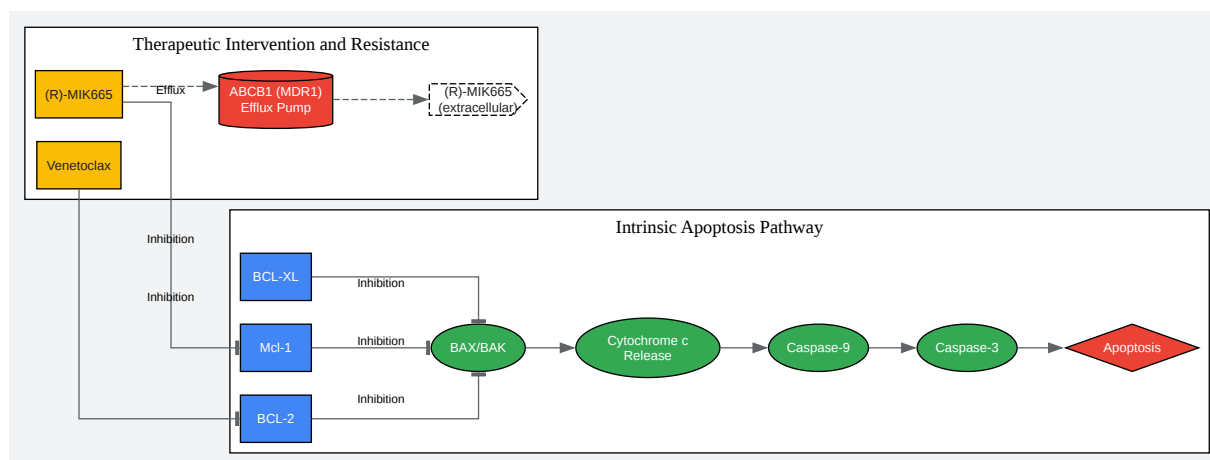 Therapeutic Intervention and Resistance
(R)-MIK665
Efflux
ABCB1 (MDR1)
Efflux Pump
(R)-MIK665
(extracellular)
Venetoclax
Inhibition
Inhibition
Intrinsic Apoptosis Pathway
BCL-XL
Inhibition
Mcl-1
Inhibition
BAX/BAK
Cytochrome c
Release
Caspase-9
Caspase-3
Apoptosis
BCL-2
Inhibition